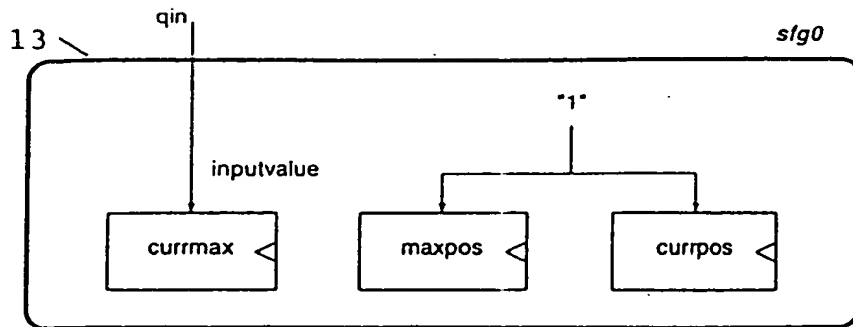 qin
13
sfg0
"1"
inputvalue
currmax
maxpos
currpos